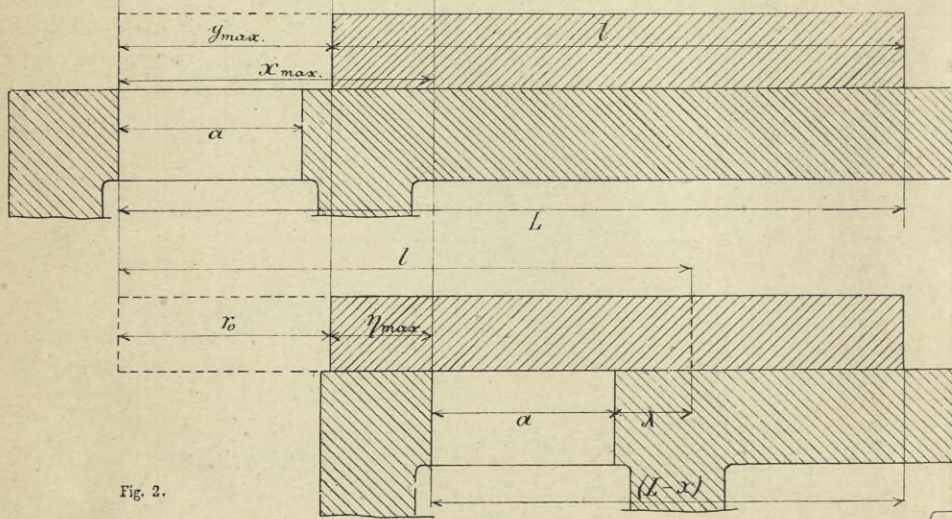 y max. l
x max.
a
L
l
r₀ η max
a λ
(L-x)
Fig. 2.